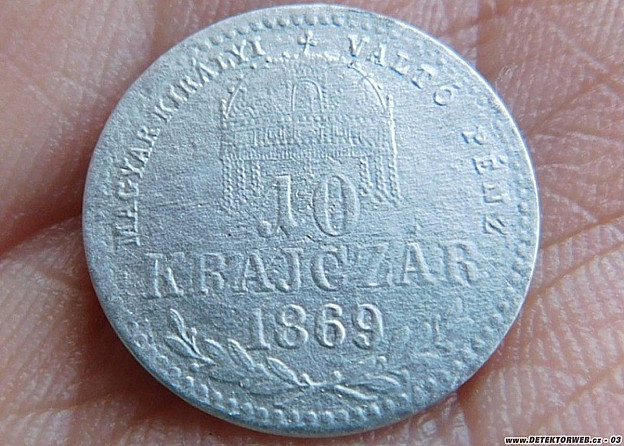 MAGYAR KIRÁLYI VÁLTÓ PÉNZ
10
KRAJCZÁR
1869
www.DETEKTORWEB.cz - 03